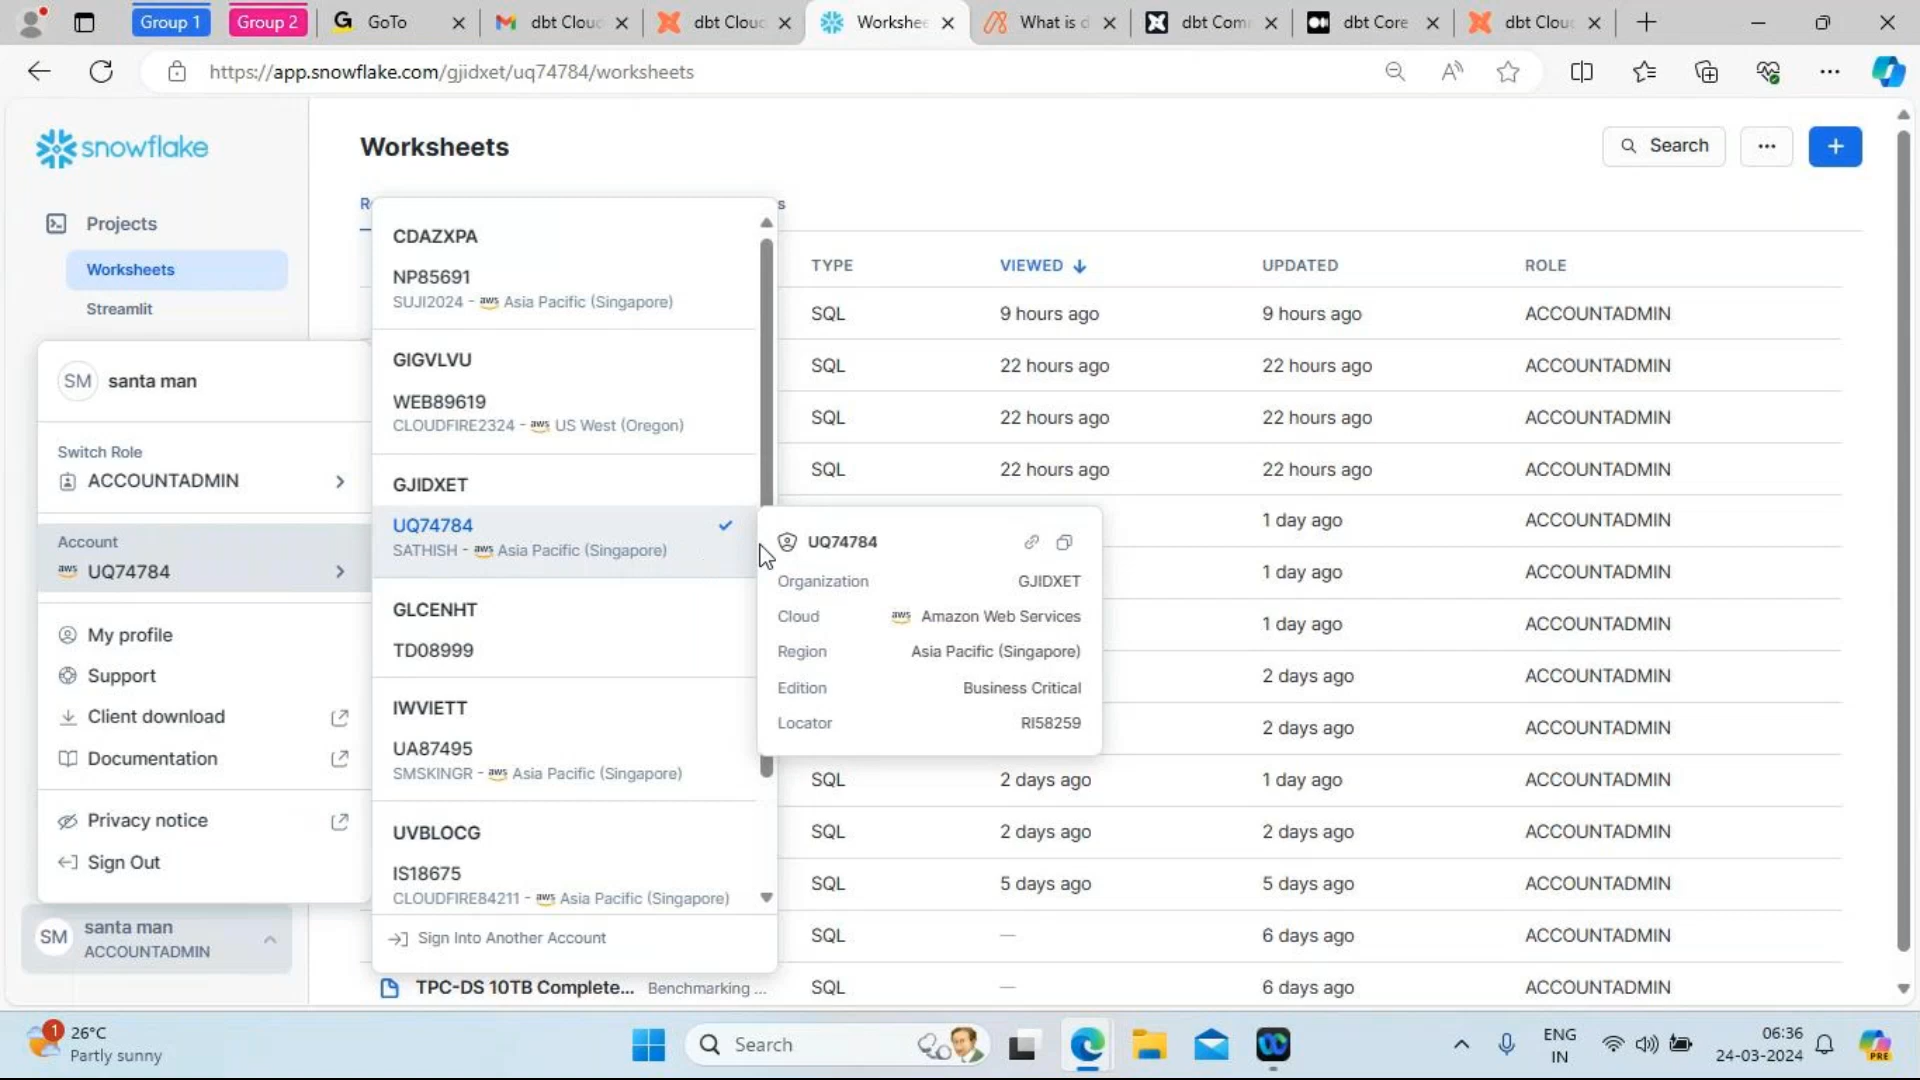 Group 1
Group 2
GoTo
dbt Clou
dbt Clou
Workshee
What is d
dbt Com
dbt Core
dbt Clou
https://app.snowflake.com/gjidxet/uq74784/worksheets
snowflake
Projects
Worksheets
Streamlit
Worksheets
Search
TYPE
VIEWED
UPDATED
ROLE
SQL 9 hours ago 9 hours ago ACCOUNTADMIN
SQL 22 hours ago 22 hours ago ACCOUNTADMIN
SQL 22 hours ago 22 hours ago ACCOUNTADMIN
SQL 22 hours ago 22 hours ago ACCOUNTADMIN
1 day ago ACCOUNTADMIN
1 day ago ACCOUNTADMIN
1 day ago ACCOUNTADMIN
2 days ago ACCOUNTADMIN
2 days ago ACCOUNTADMIN
SQL 2 days ago 1 day ago ACCOUNTADMIN
SQL 2 days ago 2 days ago ACCOUNTADMIN
SQL 5 days ago 5 days ago ACCOUNTADMIN
SQL — 6 days ago ACCOUNTADMIN
TPC-DS 10TB Complete... Benchmarking ... SQL — 6 days ago ACCOUNTADMIN
SM santa man
Switch Role
ACCOUNTADMIN
Account
aws UQ74784
My profile
Support
Client download
Documentation
Privacy notice
Sign Out
SM santa man
ACCOUNTADMIN
CDAZXPA
NP85691
SUJI2024 - aws Asia Pacific (Singapore)
GIGVLVU
WEB89619
CLOUDFIRE2324 - aws US West (Oregon)
GJIDXET
UQ74784
SATHISH - aws Asia Pacific (Singapore)
GLCENHT
TD08999
IWVIETT
UA87495
SMSKINGR - aws Asia Pacific (Singapore)
UVBLOCG
IS18675
CLOUDFIRE84211 - aws Asia Pacific (Singapore)
Sign Into Another Account
UQ74784
Organization GJIDXET
Cloud aws Amazon Web Services
Region Asia Pacific (Singapore)
Edition Business Critical
Locator RI58259
1
26°C
Partly sunny
Search
ENG
IN
06:36
24-03-2024
PRE